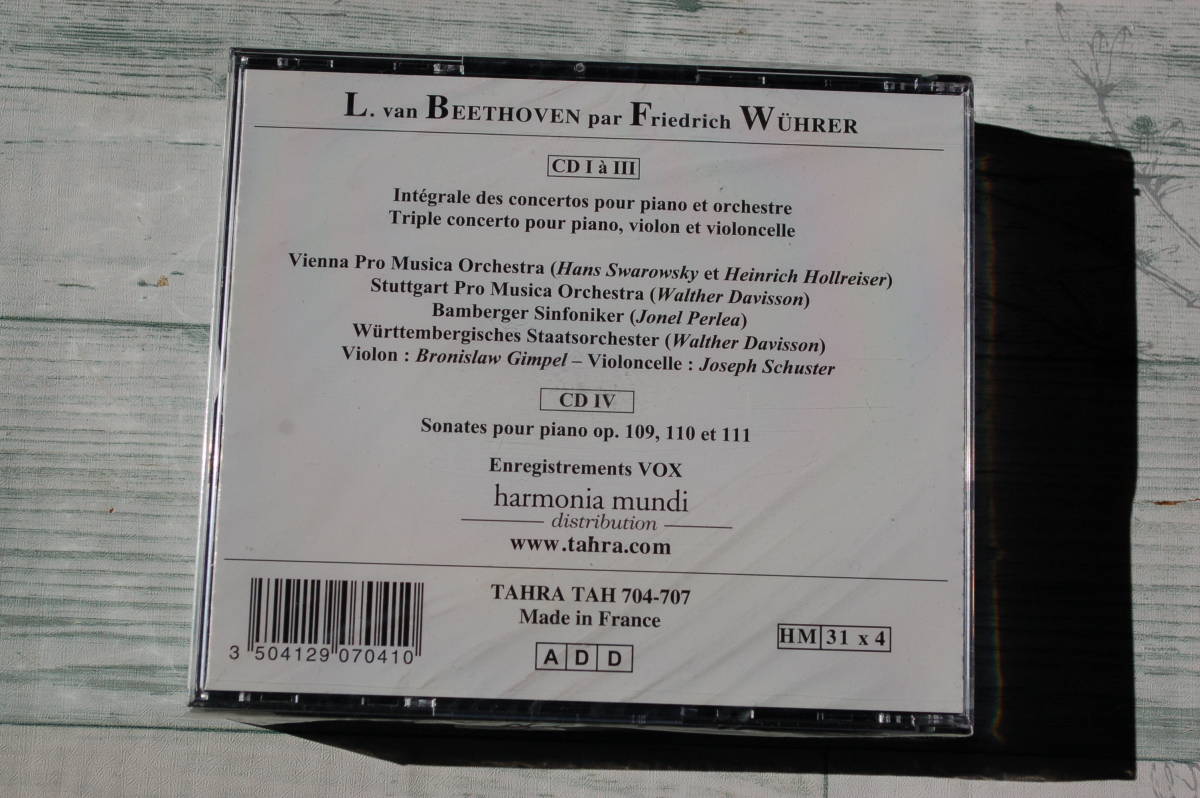 L. van BEETHOVEN par Friedrich WÜHRER
CD I à III
Intégrale des concertos pour piano et orchestre
Triple concerto pour piano, violon et violoncelle
Vienna Pro Musica Orchestra (Hans Swarowsky et Heinrich Hollreiser)
Stuttgart Pro Musica Orchestra (Walther Davisson)
Bamberger Sinfoniker (Jonel Perlea)
Württembergisches Staatsorchester (Walther Davisson)
Violon : Bronislaw Gimpel – Violoncelle : Joseph Schuster
CD IV
Sonates pour piano op. 109, 110 et 111
Enregistrements VOX
harmonia mundi
distribution
www.tahra.com
TAHRA TAH 704-707
Made in France
HM 31 x 4
A D D
3 504129 070410